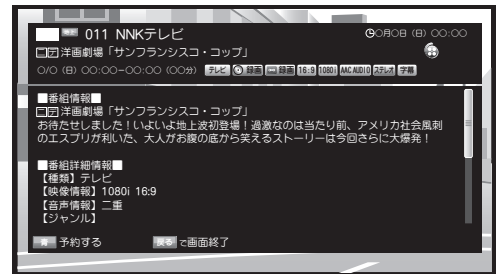 011 NNKテレビ
○月○日 (日) ○○:○○
洋画劇場「サンフランシスコ・コップ」
○/○ (日) ○○:○○-○○:○○ (○○分) テレビ 録画 録画 16:9 1080i AAC AUDIO ステレオ 字幕
■番組情報■
洋画劇場「サンフランシスコ・コップ」
お待たせしました!いよいよ地上波初登場!過激なのは当たり前、アメリカ社会風刺
のエスプリが利いた、大人がお腹の底から笑えるストーリーは今回さらに大爆発!
■番組詳細情報■
【種類】テレビ
【映像情報】1080i 16:9
【音声情報】二重
【ジャンル】
青 予約する 戻る で画面終了